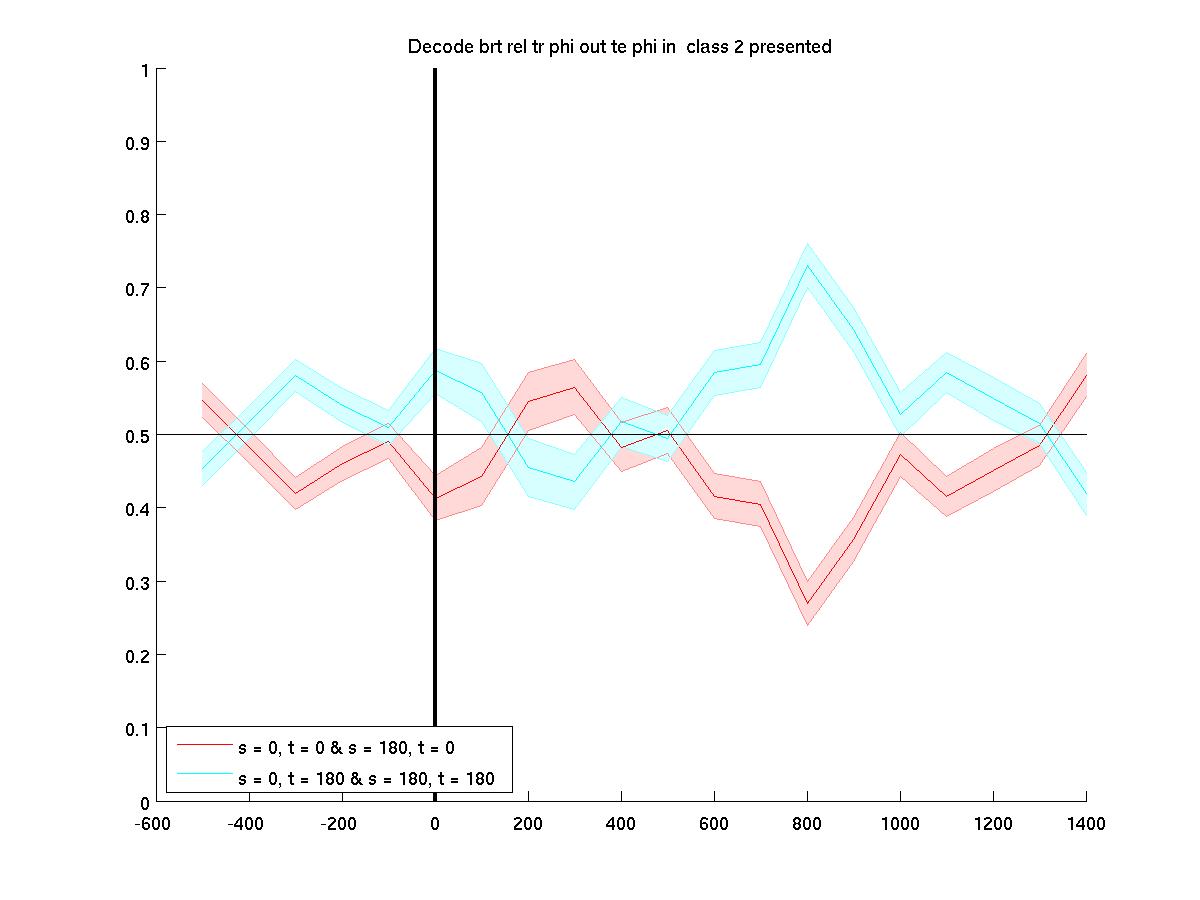 Decode brt rel tr phi out te phi in  class 2 presented
1
0.9
0.8
0.7
0.6
0.5
0.4
0.3
0.2
0.1
0
s = 0, t = 0 & s = 180, t = 0
s = 0, t = 180 & s = 180, t = 180
-600 -400 -200 0 200 400 600 800 1000 1200 1400